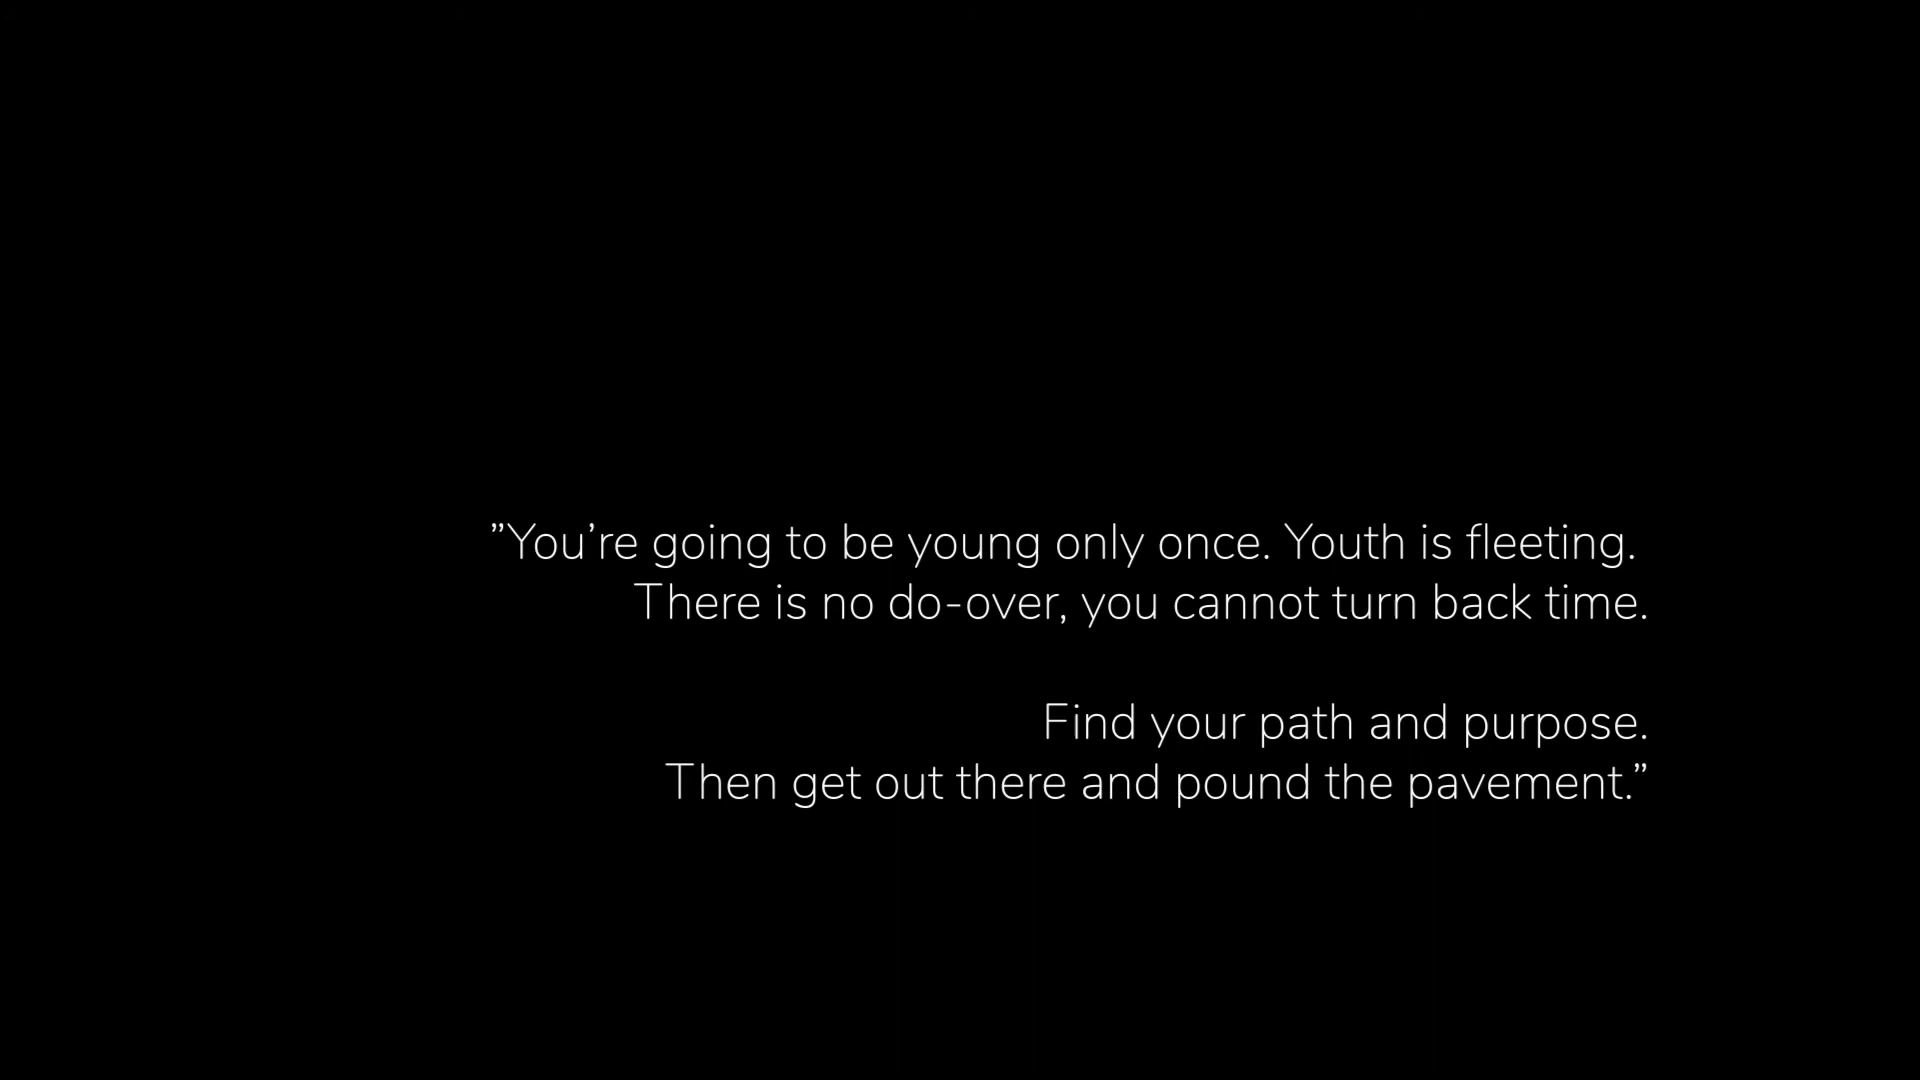 ”You’re going to be young only once. Youth is fleeting.
There is no do-over, you cannot turn back time.
Find your path and purpose.
Then get out there and pound the pavement.”